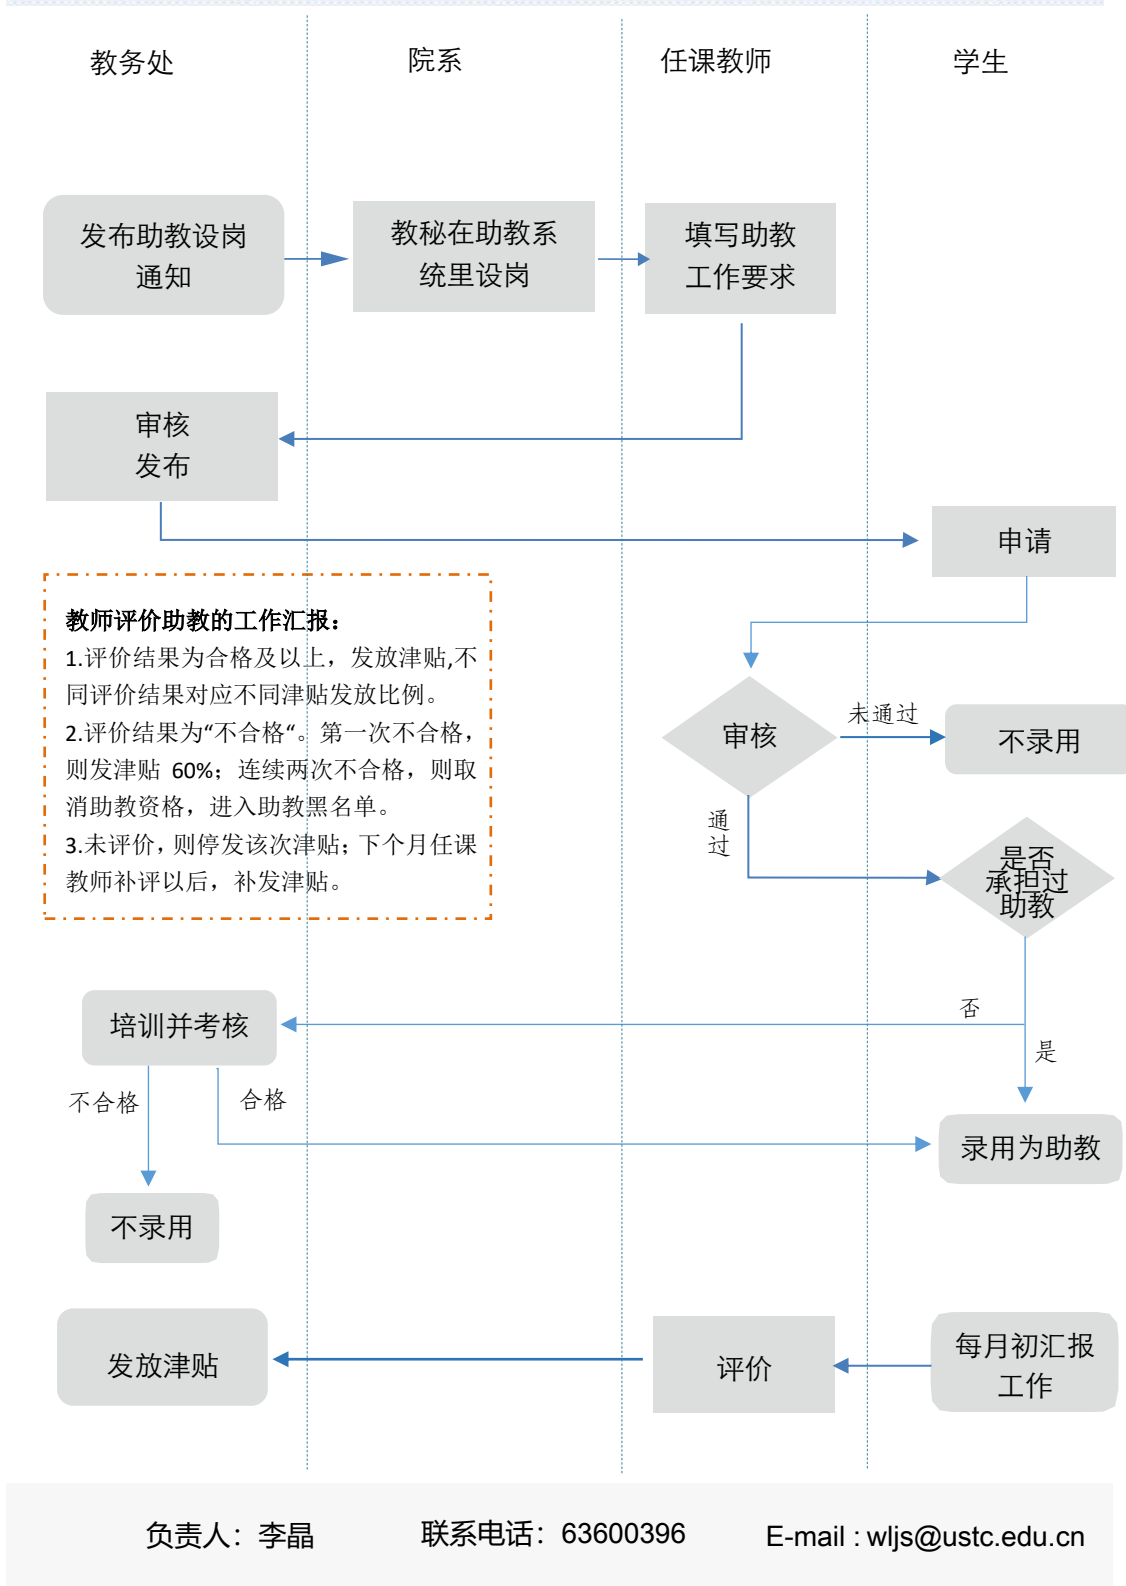 教务处
院系
任课教师
学生
发布助教设岗
通知
教秘在助教系
统里设岗
填写助教
工作要求
审核
发布
申请
教师评价助教的工作汇报：
1.评价结果为合格及以上，发放津贴,不
同评价结果对应不同津贴发放比例。
2.评价结果为“不合格“。第一次不合格，
则发津贴 60%；连续两次不合格，则取
消助教资格，进入助教黑名单。
3.未评价，则停发该次津贴；下个月任课
教师补评以后，补发津贴。
审核
未通过
不录用
通
过
是否
承担过
助教
否
是
培训并考核
不合格
合格
录用为助教
不录用
发放津贴
评价
每月初汇报
工作
负责人：李晶
联系电话：63600396
E-mail : wljs@ustc.edu.cn